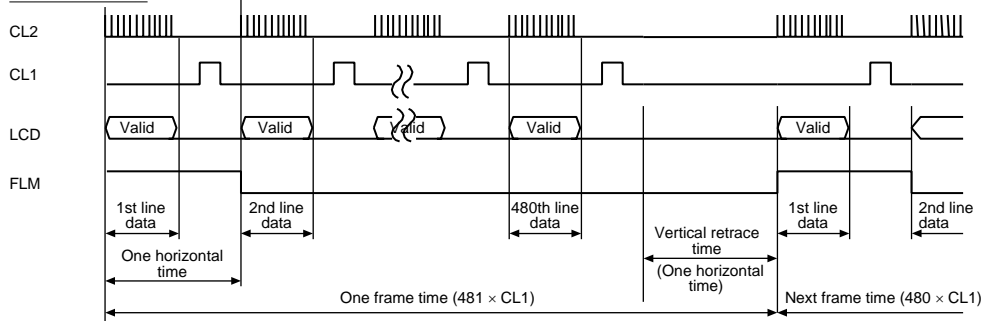 CL2
CL1
LCD
Valid
Valid
Valid
Valid
Valid
FLM
1st line
data
2nd line
data
480th line
data
1st line
data
2nd line
data
One horizontal
time
Vertical retrace
time
(One horizontal
time)
One frame time (481 × CL1)
Next frame time (480 × CL1)